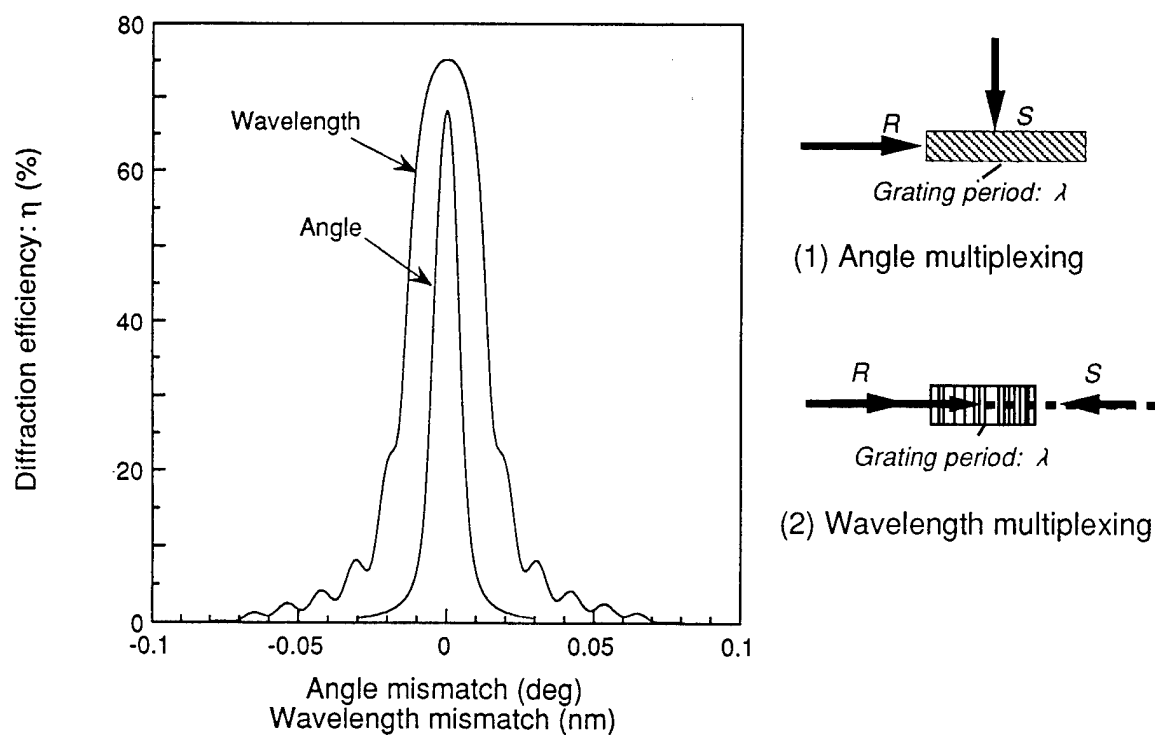 Diffraction efficiency: η (%)
80
60
40
20
0
-0.1
-0.05
0
0.05
0.1
Angle mismatch (deg)
Wavelength mismatch (nm)
Wavelength
Angle
R
S
Grating period: λ
(1) Angle multiplexing
R
S
Grating period: λ
(2) Wavelength multiplexing